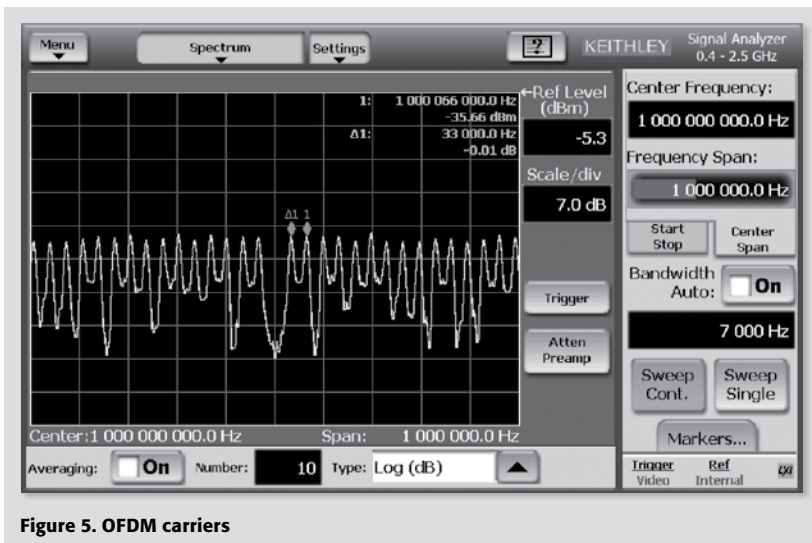 Menu
Spectrum
Settings
?
KEITHLEY
Signal Analyzer
0.4 - 2.5 GHz
1: 1 000 066 000.0 Hz
-35.66 dBm
Δ1: 33 000.0 Hz
-0.01 dB
Δ1 1
←Ref Level
(dBm)
-5.3
Scale/div
7.0 dB
Trigger
Atten
Preamp
Center Frequency:
1 000 000 000.0 Hz
Frequency Span:
1 000 000.0 Hz
Start
Stop
Center
Span
Bandwidth
Auto: On
7 000 Hz
Sweep
Cont.
Sweep
Single
Markers...
Center:1 000 000 000.0 Hz Span: 1 000 000.0 Hz
Averaging: On Number: 10 Type: Log (dB)
Trigger
Video
Ref
Internal
LXI
Figure 5. OFDM carriers